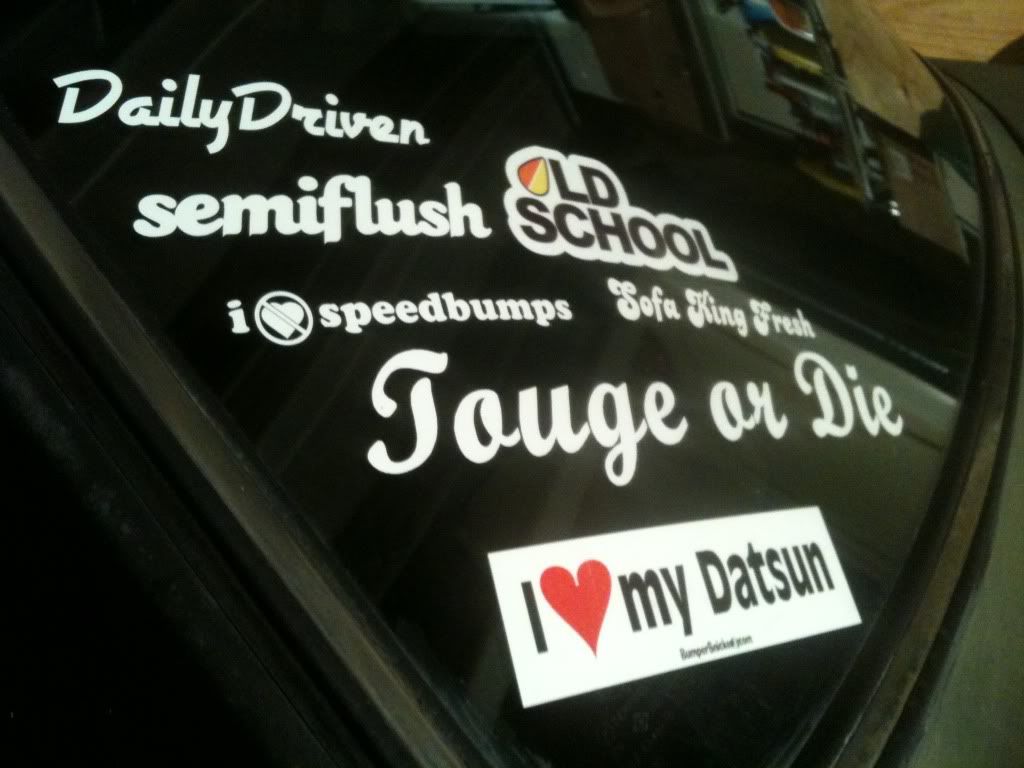 DailyDriven
semiflush
OLD
SCHOOL
i speedbumps
Sofa King Fresh
Touge or Die
I my Datsun